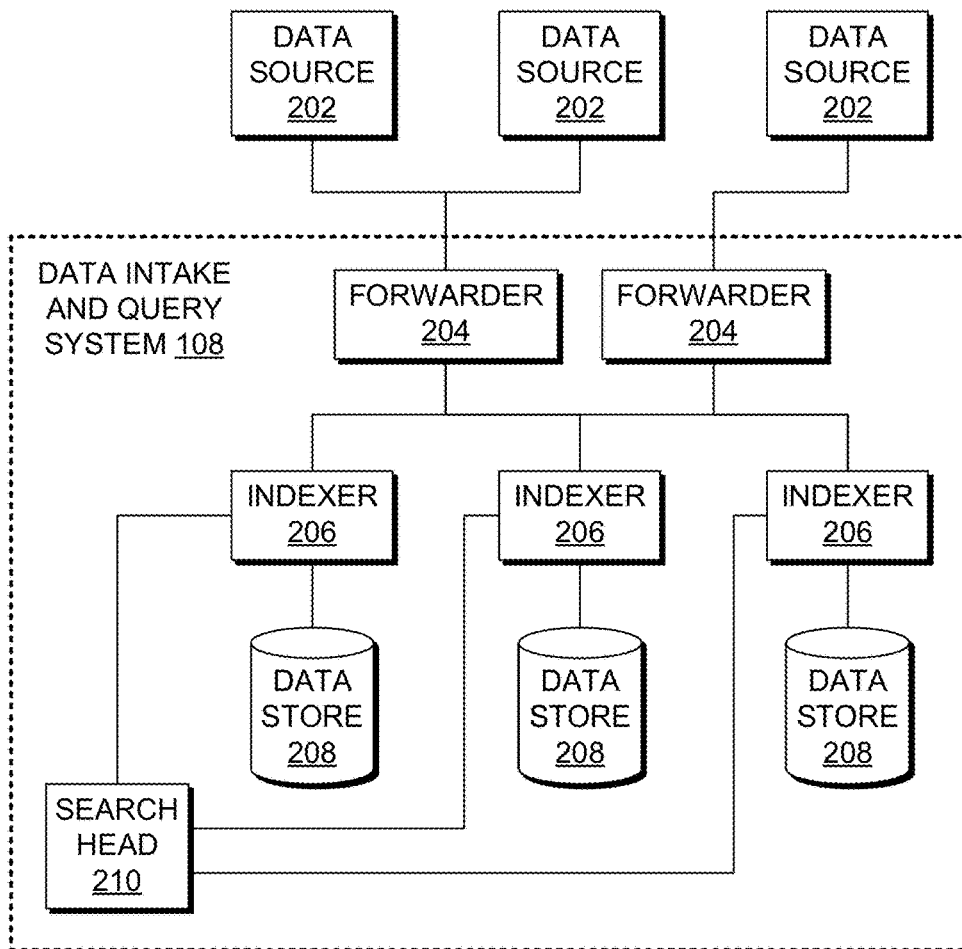 DATA
SOURCE
202
DATA
SOURCE
202
DATA
SOURCE
202
DATA INTAKE
AND QUERY
SYSTEM 108
FORWARDER
204
FORWARDER
204
INDEXER
206
INDEXER
206
INDEXER
206
DATA
STORE
208
DATA
STORE
208
DATA
STORE
208
SEARCH
HEAD
210